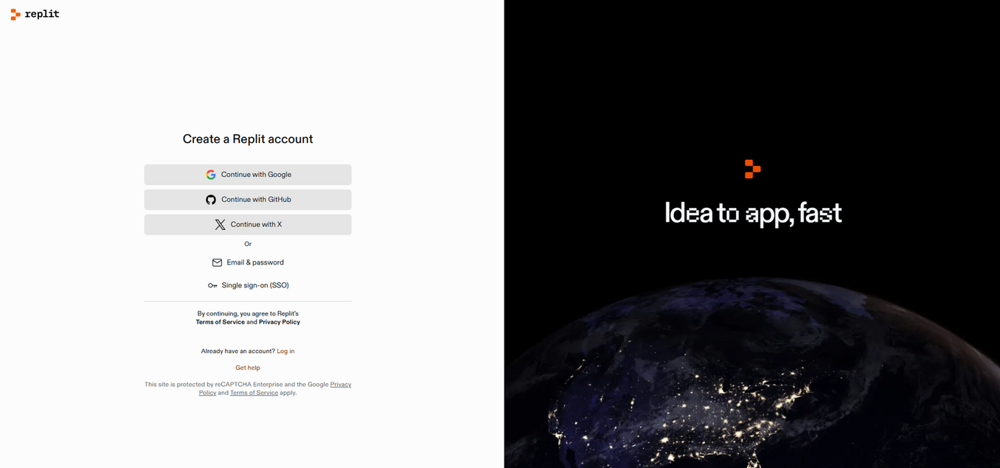 replit
Create a Replit account
Continue with Google
Continue with GitHub
Continue with X
Or
Email & password
Single sign-on (SSO)
By continuing, you agree to Replit's
Terms of Service and Privacy Policy
Already have an account? Log in
Get help
This site is protected by reCAPTCHA Enterprise and the Google Privacy
Policy and Terms of Service apply.
Idea to app, fast